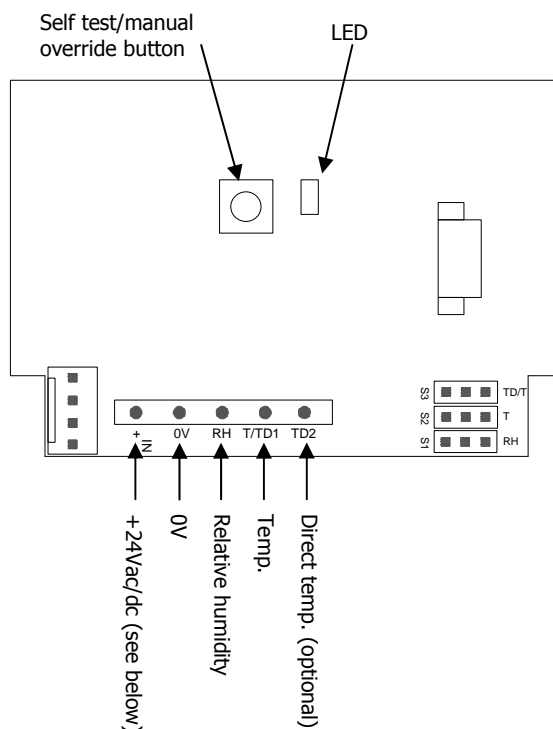 Self test/manual
override button
LED
S3
TD/T
S2
T
S1
RH
+
IN
0V
RH
T/TD1
TD2
+24Vac/dc (see below)
0V
Relative humidity
Temp.
Direct temp. (optional)